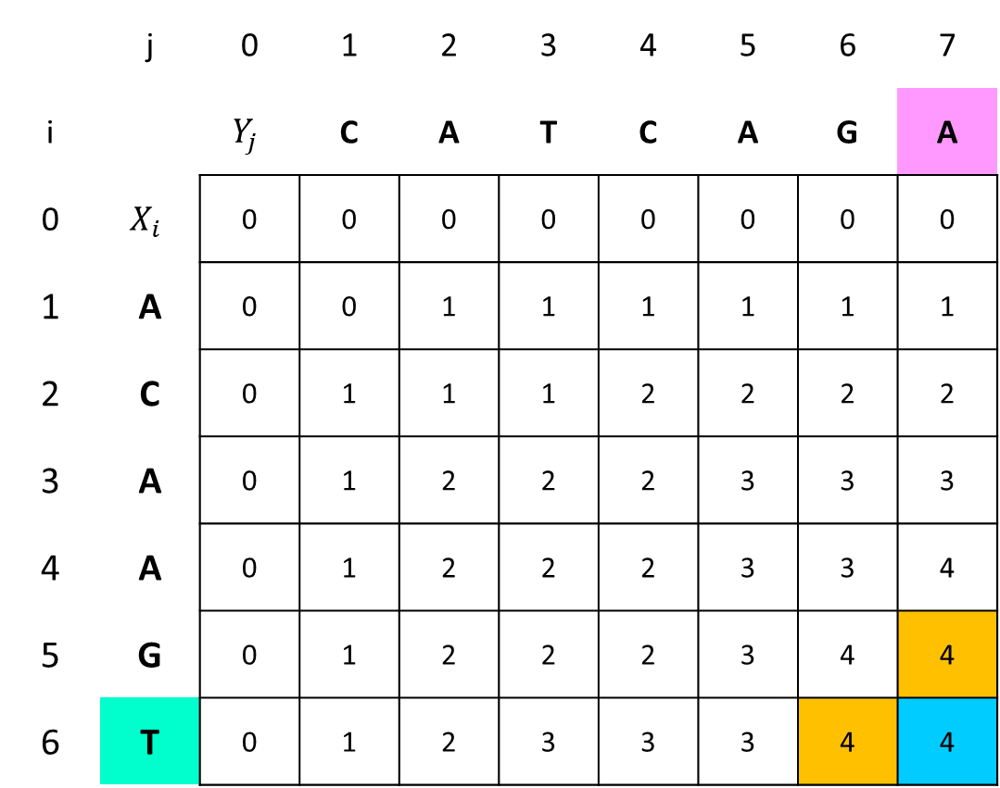 j 0 1 2 3 4 5 6 7
i Yj C A T C A G A
0 Xi 0 0 0 0 0 0 0 0
1 A 0 0 1 1 1 1 1 1
2 C 0 1 1 1 2 2 2 2
3 A 0 1 2 2 2 3 3 3
4 A 0 1 2 2 2 3 3 4
5 G 0 1 2 2 2 3 4 4
6 T 0 1 2 3 3 3 4 4